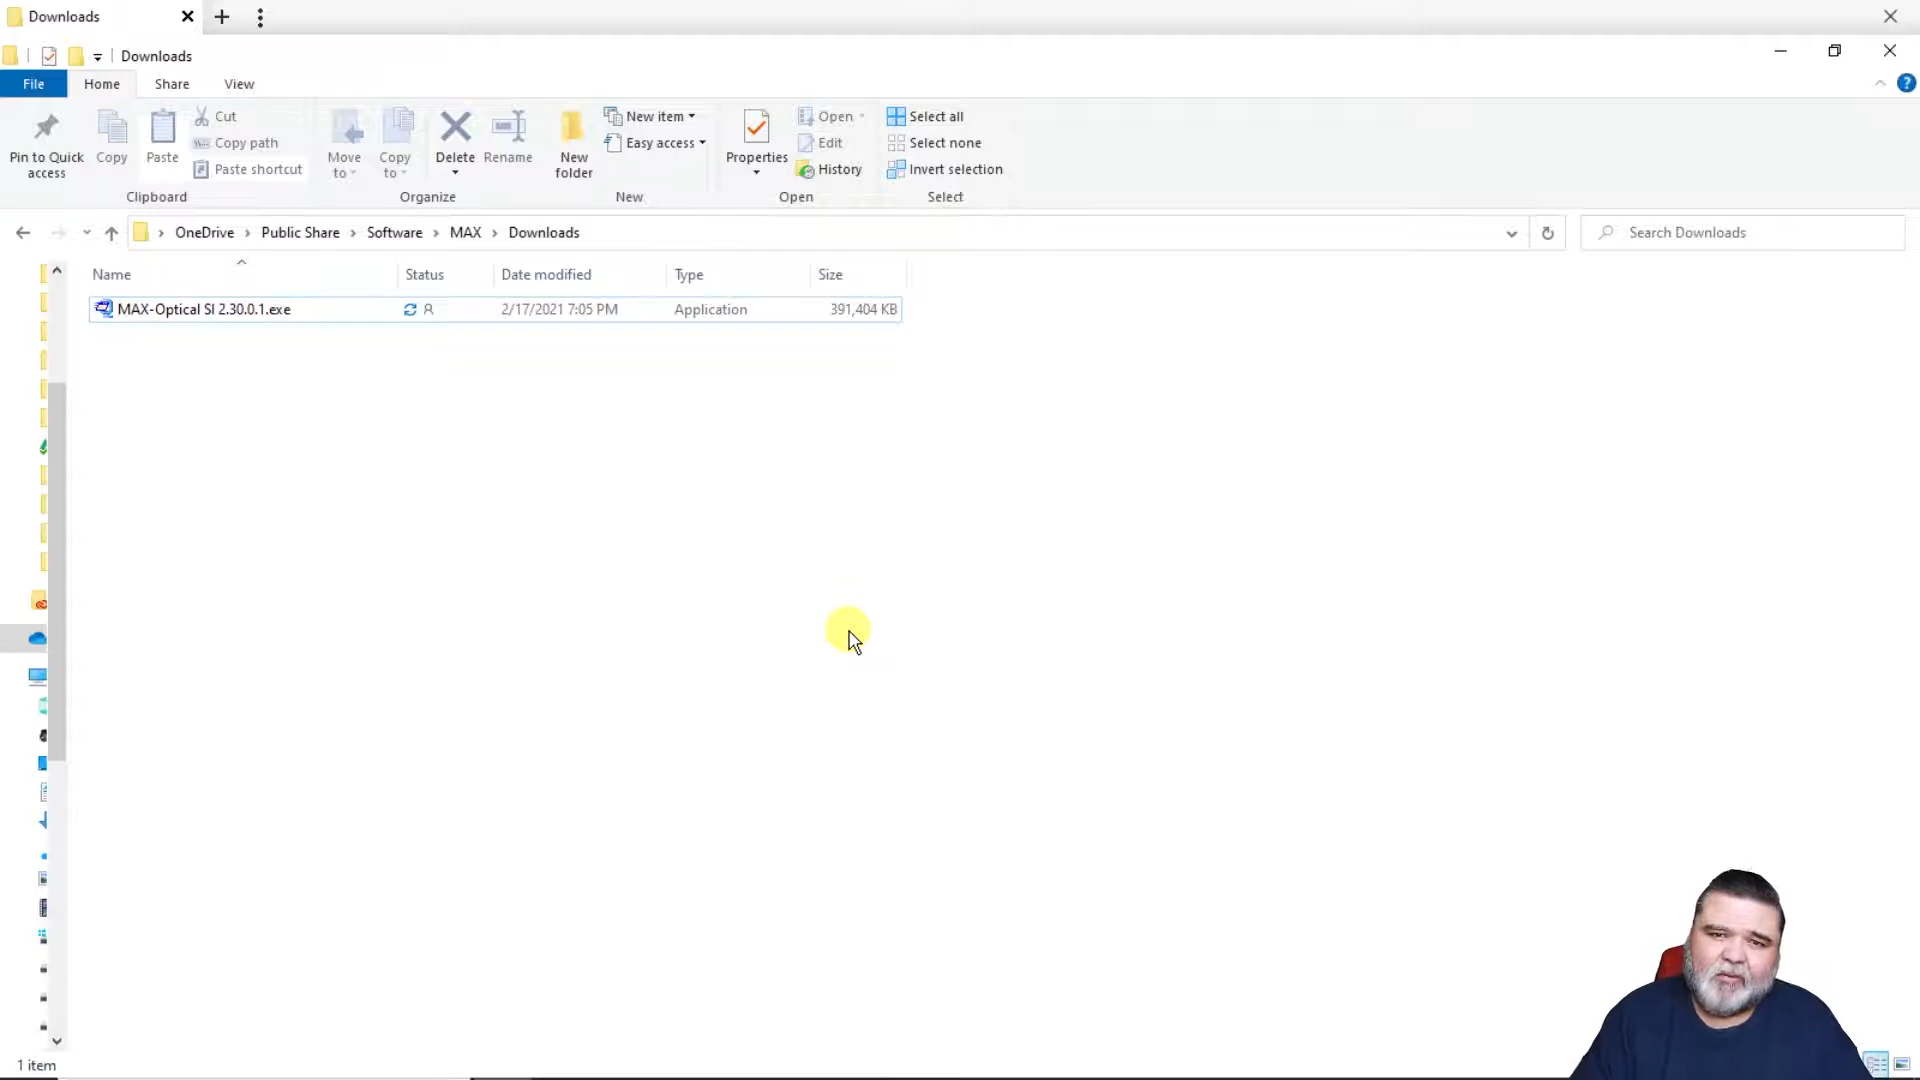 Downloads
Downloads
File Home Share View
Pin to Quick access
Copy
Paste
Cut
Copy path
Paste shortcut
Clipboard
Move to
Copy to
Delete
Rename
Organize
New folder
New item
Easy access
New
Properties
Open
Edit
History
Open
Select all
Select none
Invert selection
Select
OneDrive › Public Share › Software › MAX › Downloads
Search Downloads
Name Status Date modified Type Size
MAX-Optical SI 2.30.0.1.exe 2/17/2021 7:05 PM Application 391,404 KB
1 item